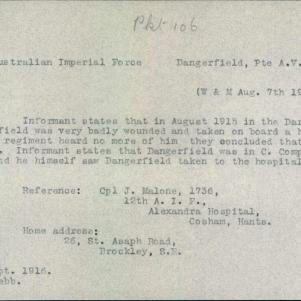 Pkt 106
ustralian Imperial Force Dangerfield, Pte A.V.
(W & M Aug. 7th 19
Informant states that in August 1915 in the Dar
field was very badly wounded and taken on board a h
regiment heard no more of him they concluded that
. Informant states that Dangerfield was in C. Comp
nd he himself saw Dangerfield taken to the hospital
Reference: Cpl J. Malone, 1736,
12th A.I.F.,
Alexandra Hospital,
Cosham, Hants.
Home address:
26, St. Asaph Road,
Brockley, S.E.
pt. 1916.
ebb.